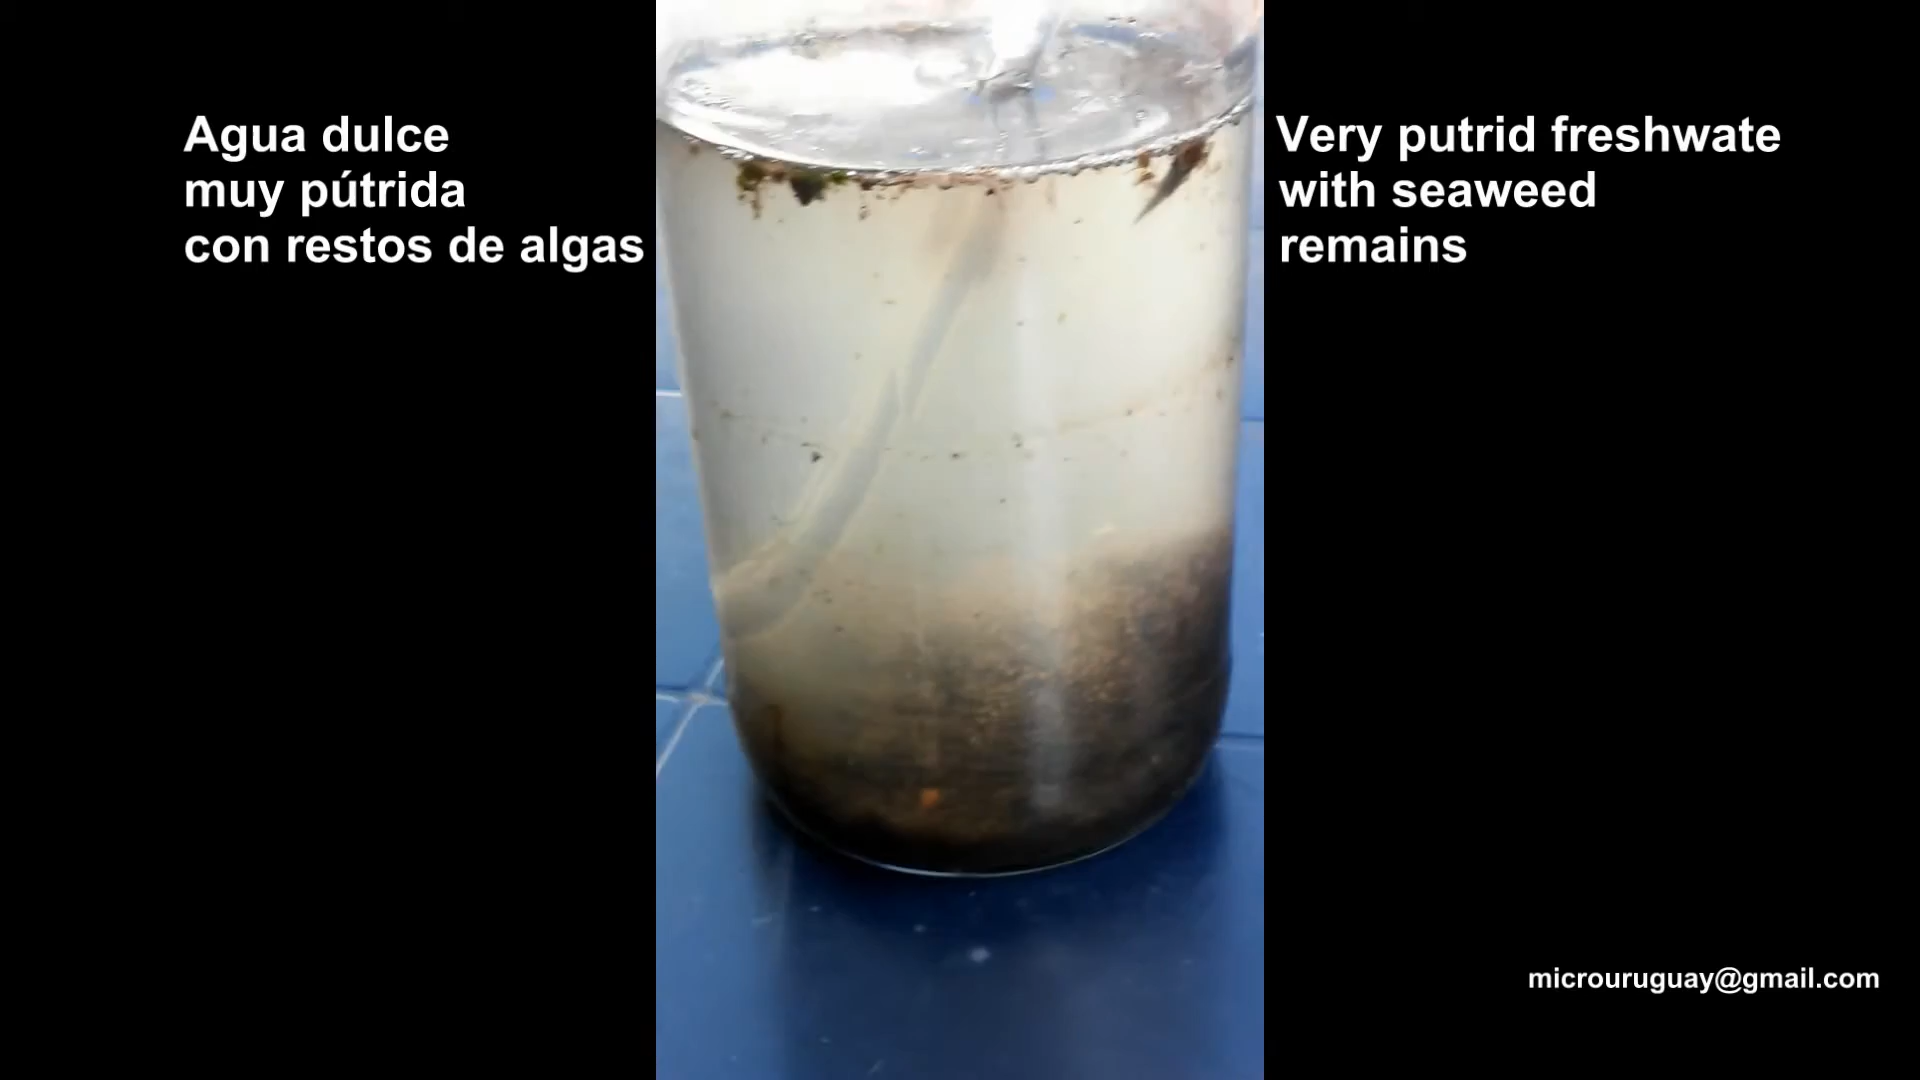 Agua dulce
muy pútrida
con restos de algas
Very putrid freshwate
with seaweed
remains
microuruguay@gmail.com